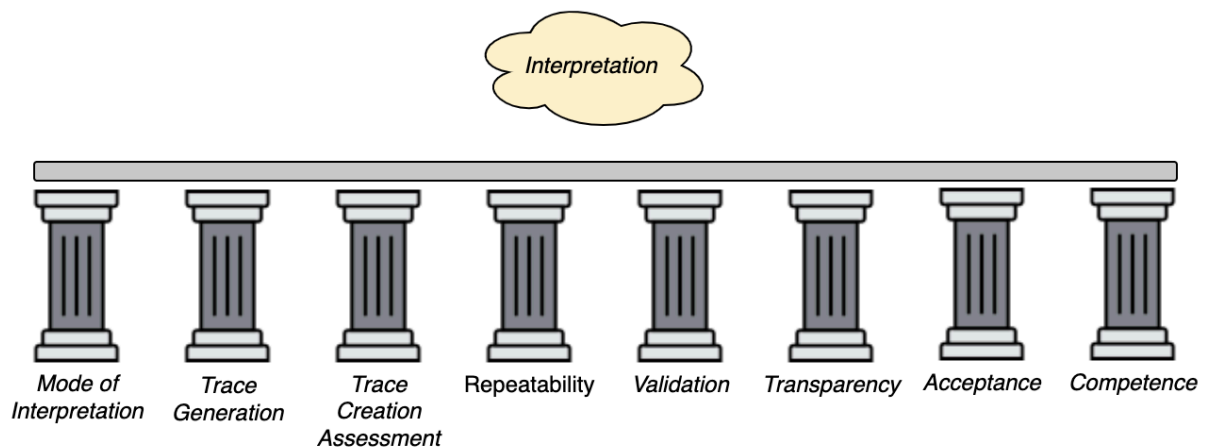 Interpretation
Mode of
Interpretation
Trace
Generation
Trace
Creation
Assessment
Repeatability
Validation
Transparency
Acceptance
Competence